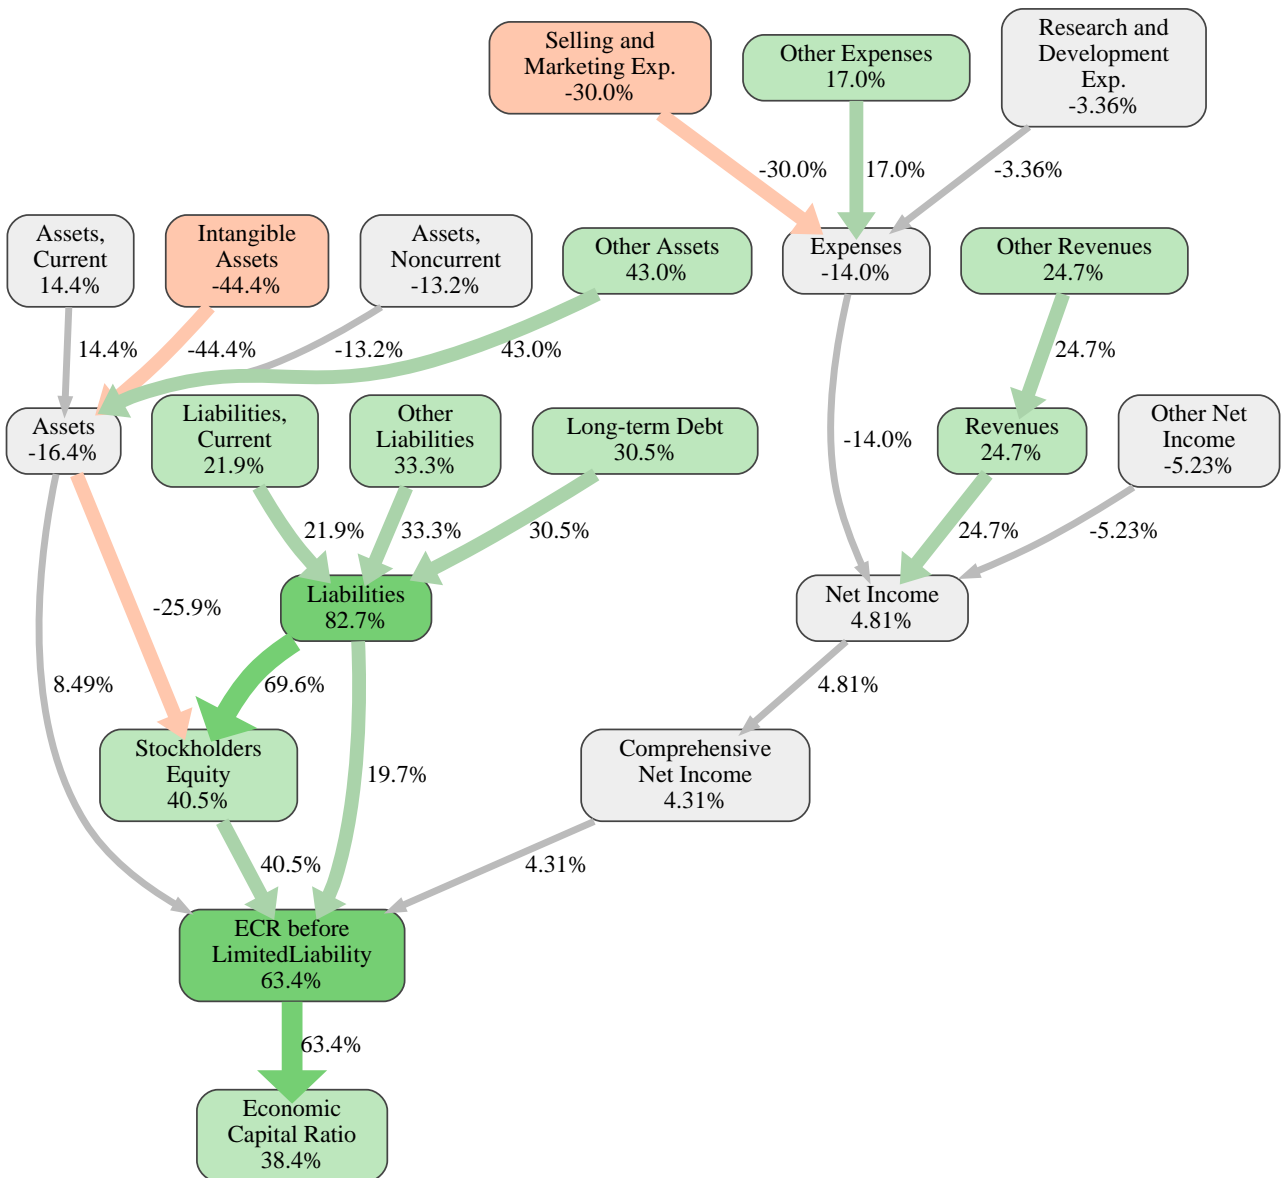 Selling and
Marketing Exp.
-30.0%
Other Expenses
17.0%
Research and
Development
Exp.
-3.36%
-30.0%
17.0%
-3.36%
Assets,
Current
14.4%
Intangible
Assets
-44.4%
Assets,
Noncurrent
-13.2%
Other Assets
43.0%
Expenses
-14.0%
Other Revenues
24.7%
14.4%
-44.4%
-13.2%
43.0%
24.7%
Assets
-16.4%
Liabilities,
Current
21.9%
Other
Liabilities
33.3%
Long-term Debt
30.5%
-14.0%
Revenues
24.7%
Other Net
Income
-5.23%
21.9%
33.3%
30.5%
24.7%
-5.23%
Liabilities
82.7%
Net Income
4.81%
-25.9%
8.49%
69.6%
4.81%
Stockholders
Equity
40.5%
19.7%
Comprehensive
Net Income
4.31%
40.5%
4.31%
ECR before
LimitedLiability
63.4%
63.4%
Economic
Capital Ratio
38.4%